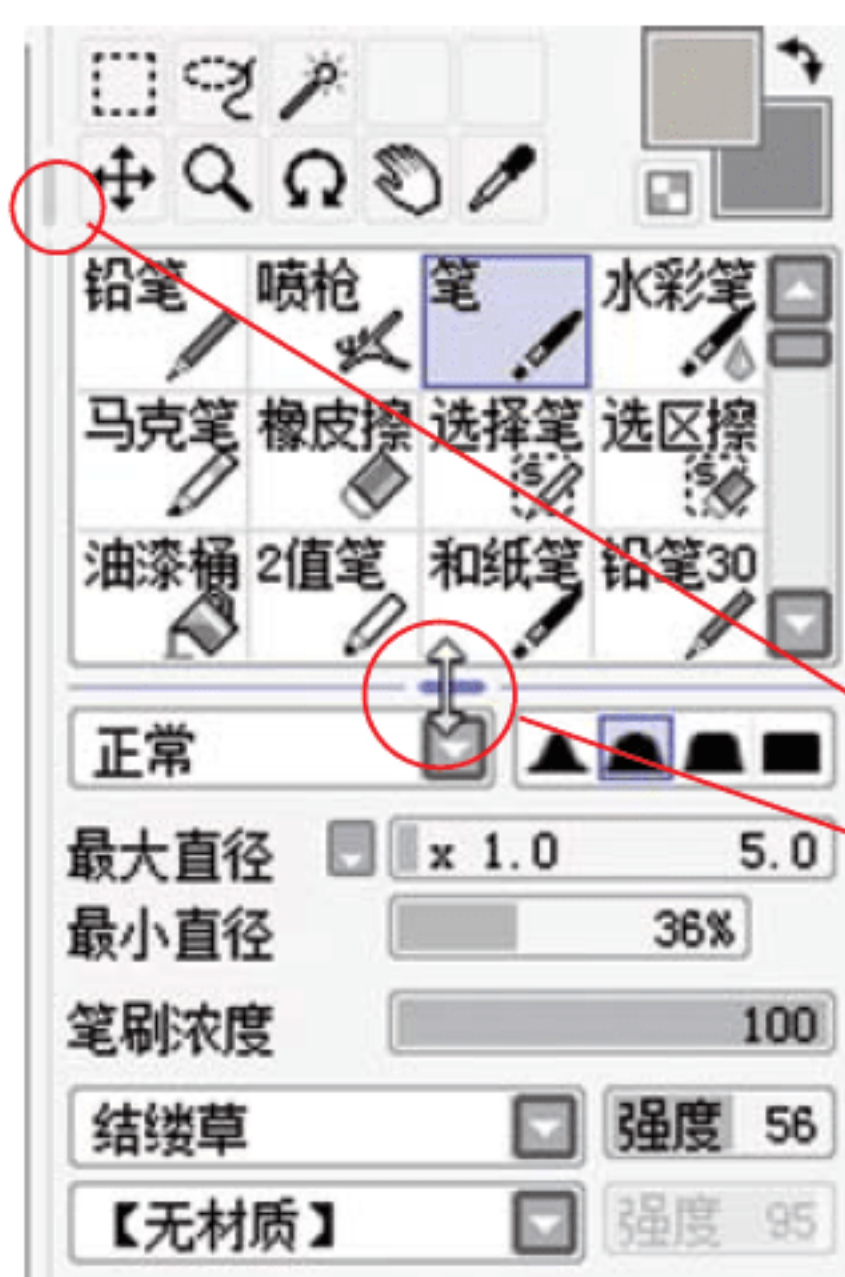 铅笔 喷枪 笔 水彩笔
马克笔 橡皮擦 选择笔 选区擦
油漆桶 2值笔 和纸笔 铅笔30
正常
最大直径 x 1.0 5.0
最小直径 36%
笔刷浓度 100
结缕草 强度 56
【无材质】 强度 95